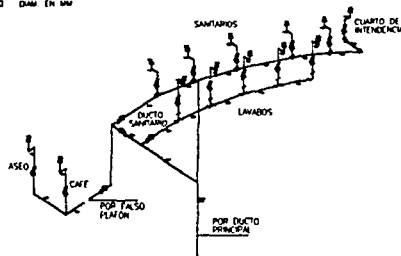 DIAM. EN MM
SANITARIOS
CUARTO DE
INTENDENCIA
DUCTO
SANITARIO
LAVABOS
ASEO
CAFE
POR FALSO
PLAFON
POR DUCTO
PRINCIPAL